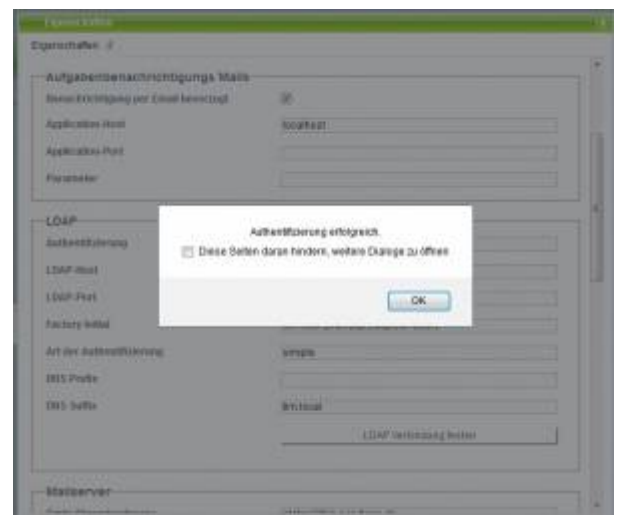 Eigenschaften
Eigenschaften
Aufgabenbenachrichtigungs Mails
Benachrichtigung per Email bevorzugt
Application-Host
localhost
Application-Port
Parameter
LDAP
Authentifizierung
LDAP-Host
LDAP-Port
Factory Initial
Art der Authentifizierung
simple
DNS Prefix
DNS Suffix
LDAP Verbindung testen
Mailserver
Authentifizierung erfolgreich.
Diese Seiten daran hindern, weitere Dialoge zu öffnen
OK